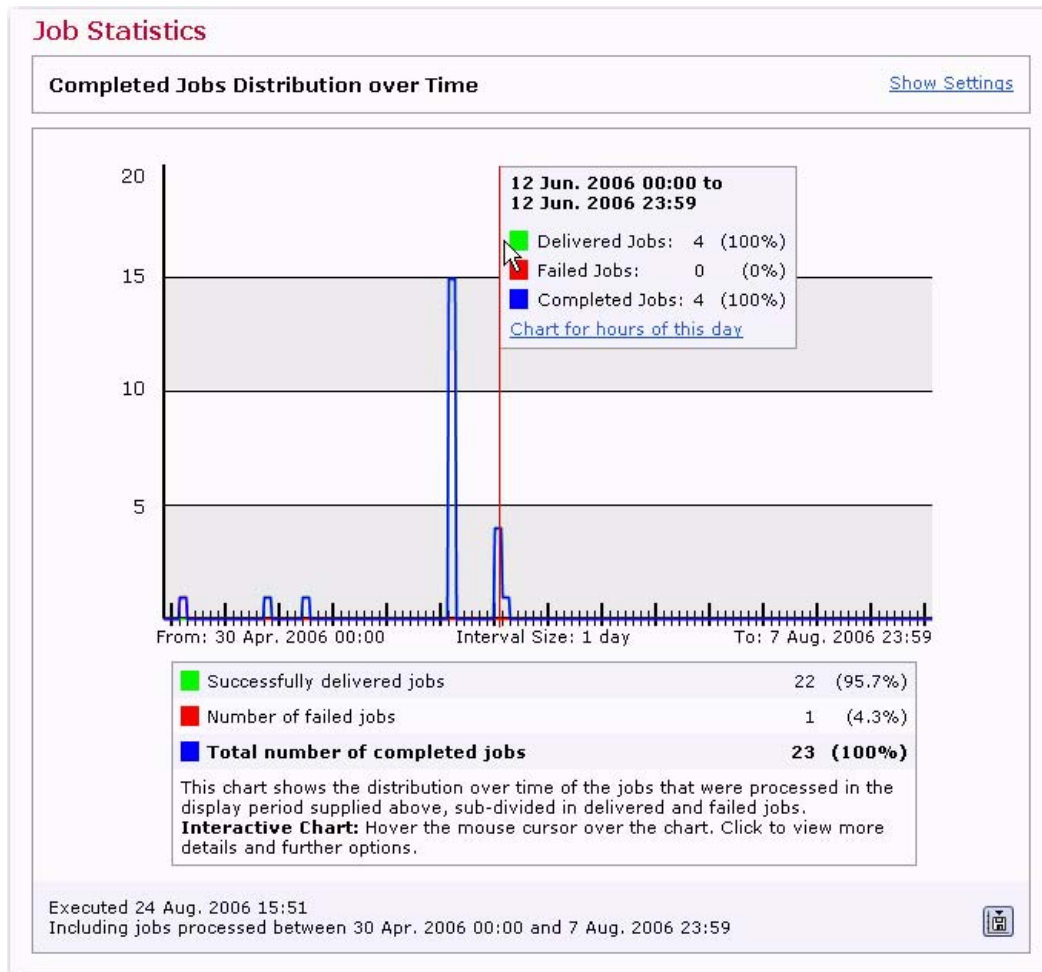 Job Statistics
Completed Jobs Distribution over Time
Show Settings
20
15
10
5
12 Jun. 2006 00:00 to
12 Jun. 2006 23:59
Delivered Jobs: 4 (100%)
Failed Jobs: 0 (0%)
Completed Jobs: 4 (100%)
Chart for hours of this day
From: 30 Apr. 2006 00:00 Interval Size: 1 day To: 7 Aug. 2006 23:59
Successfully delivered jobs 22 (95.7%)
Number of failed jobs 1 (4.3%)
Total number of completed jobs 23 (100%)
This chart shows the distribution over time of the jobs that were processed in the
display period supplied above, sub-divided in delivered and failed jobs.
Interactive Chart: Hover the mouse cursor over the chart. Click to view more
details and further options.
Executed 24 Aug. 2006 15:51
Including jobs processed between 30 Apr. 2006 00:00 and 7 Aug. 2006 23:59